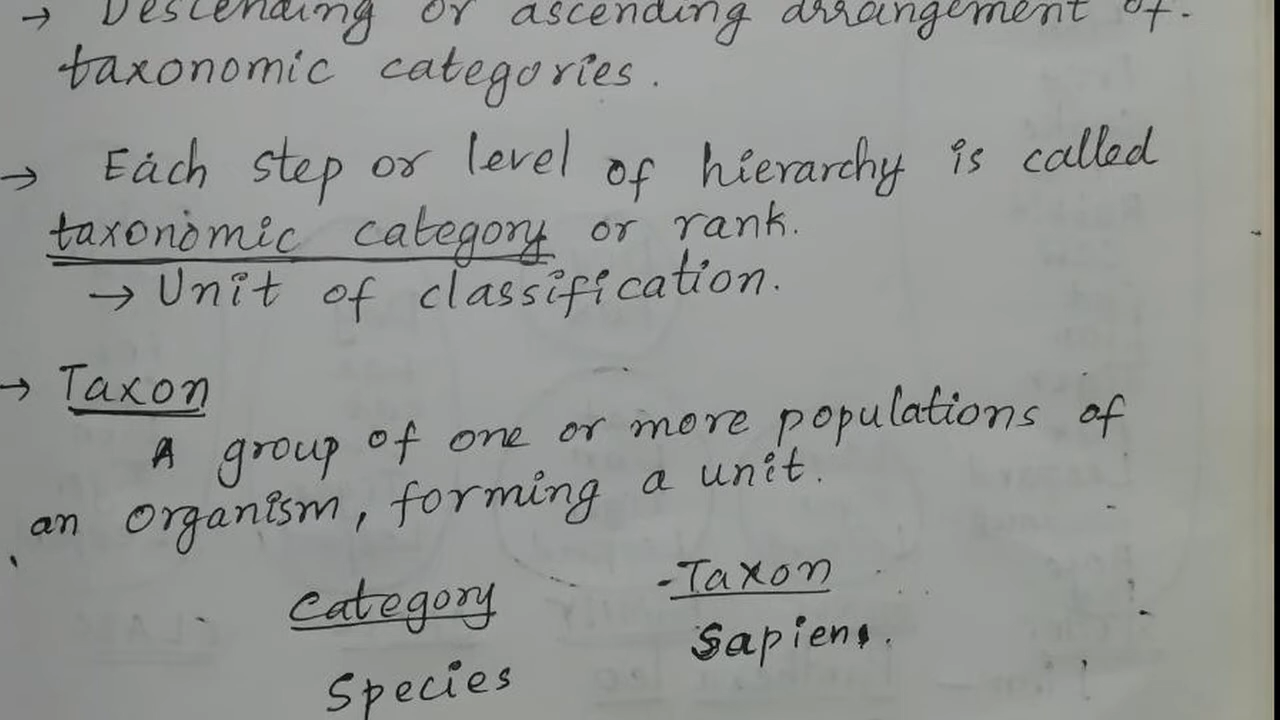 → Descending or ascending arrangement of
taxonomic categories.
→ Each step or level of hierarchy is called
taxonomic category or rank.
→ Unit of classification.
→ Taxon
A group of one or more populations of
an organism, forming a unit.
Category Taxon
Species Sapiens.